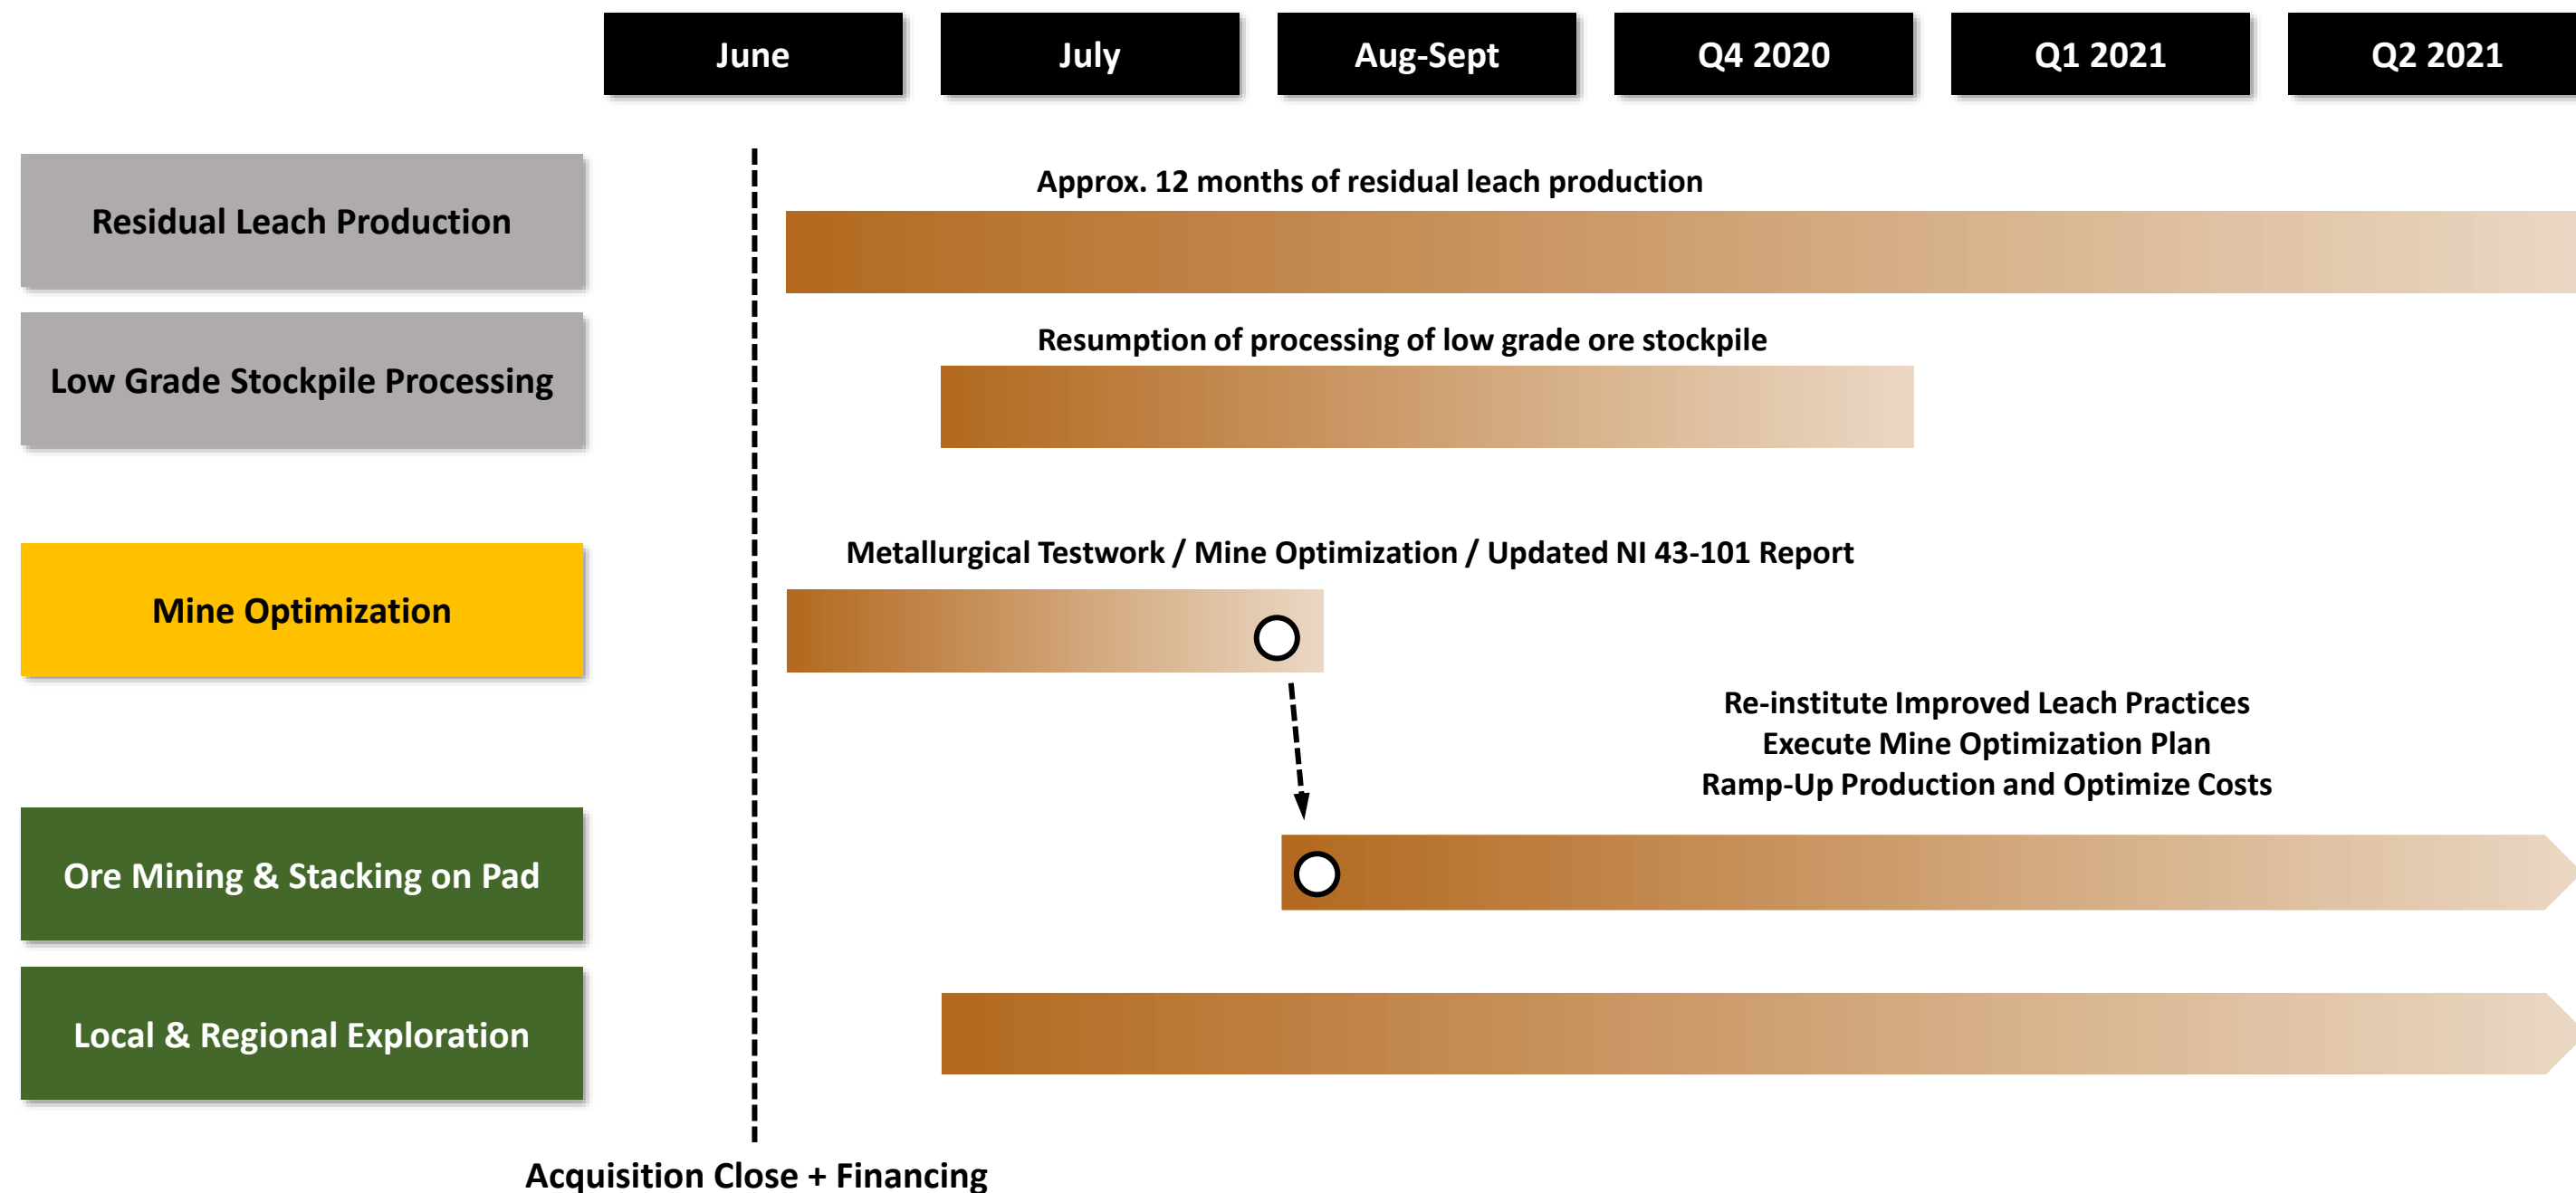 June
July
Aug-Sept
Q4 2020
Q1 2021
Q2 2021
Residual Leach Production
Approx. 12 months of residual leach production
Low Grade Stockpile Processing
Resumption of processing of low grade ore stockpile
Mine Optimization
Metallurgical Testwork / Mine Optimization / Updated NI 43-101 Report
Re-institute Improved Leach Practices
Execute Mine Optimization Plan
Ramp-Up Production and Optimize Costs
Ore Mining & Stacking on Pad
Local & Regional Exploration
Acquisition Close + Financing